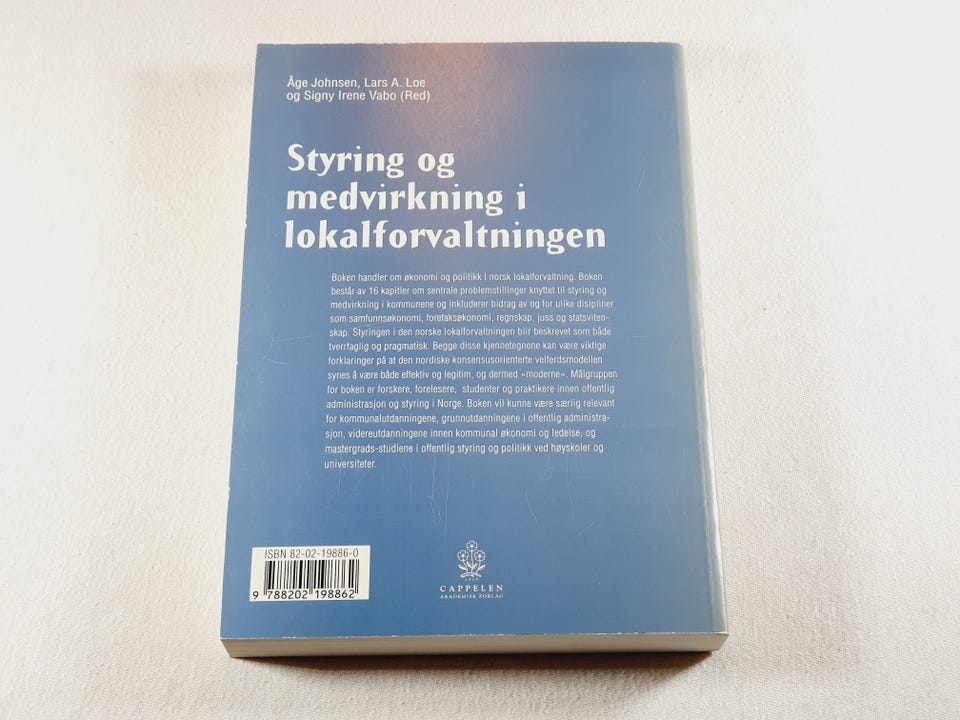 Åge Johnsen, Lars A. Loe
og Signy Irene Vabo (Red)
Styring og
medvirkning i
lokalforvaltningen
Boken handler om økonomi og politikk i norsk lokalforvaltning. Boken
består av 16 kapitler om sentrale problemstillinger knyttet til styring og
medvirkning i kommunene og inkluderer bidrag av og for ulike disipliner
som samfunnsøkonomi, foretaksøkonomi, regnskap, juss og statsviten-
skap. Styringen i den norske lokalforvaltningen blir beskrevet som både
tverrfaglig og pragmatisk. Begge disse kjennetegnene kan være viktige
forklaringer på at den nordiske konsensusorienterte velferdsmodellen
synes å være både effektiv og legitim, og dermed «moderne». Målgruppen
for boken er forskere, forelesere, studenter og praktikere innen offentlig
administrasjon og styring i Norge. Boken vil kunne være særlig relevant
for kommunalutdanningene, grunnutdanningene i offentlig administra-
sjon, videreutdanningene innen kommunal økonomi og ledelse, og
mastergrads-studiene i offentlig styring og politikk ved høyskoler og
universiteter.
ISBN 82-02-19886-0
9 788202 198862
1829
CAPPELEN
AKADEMISK FORLAG